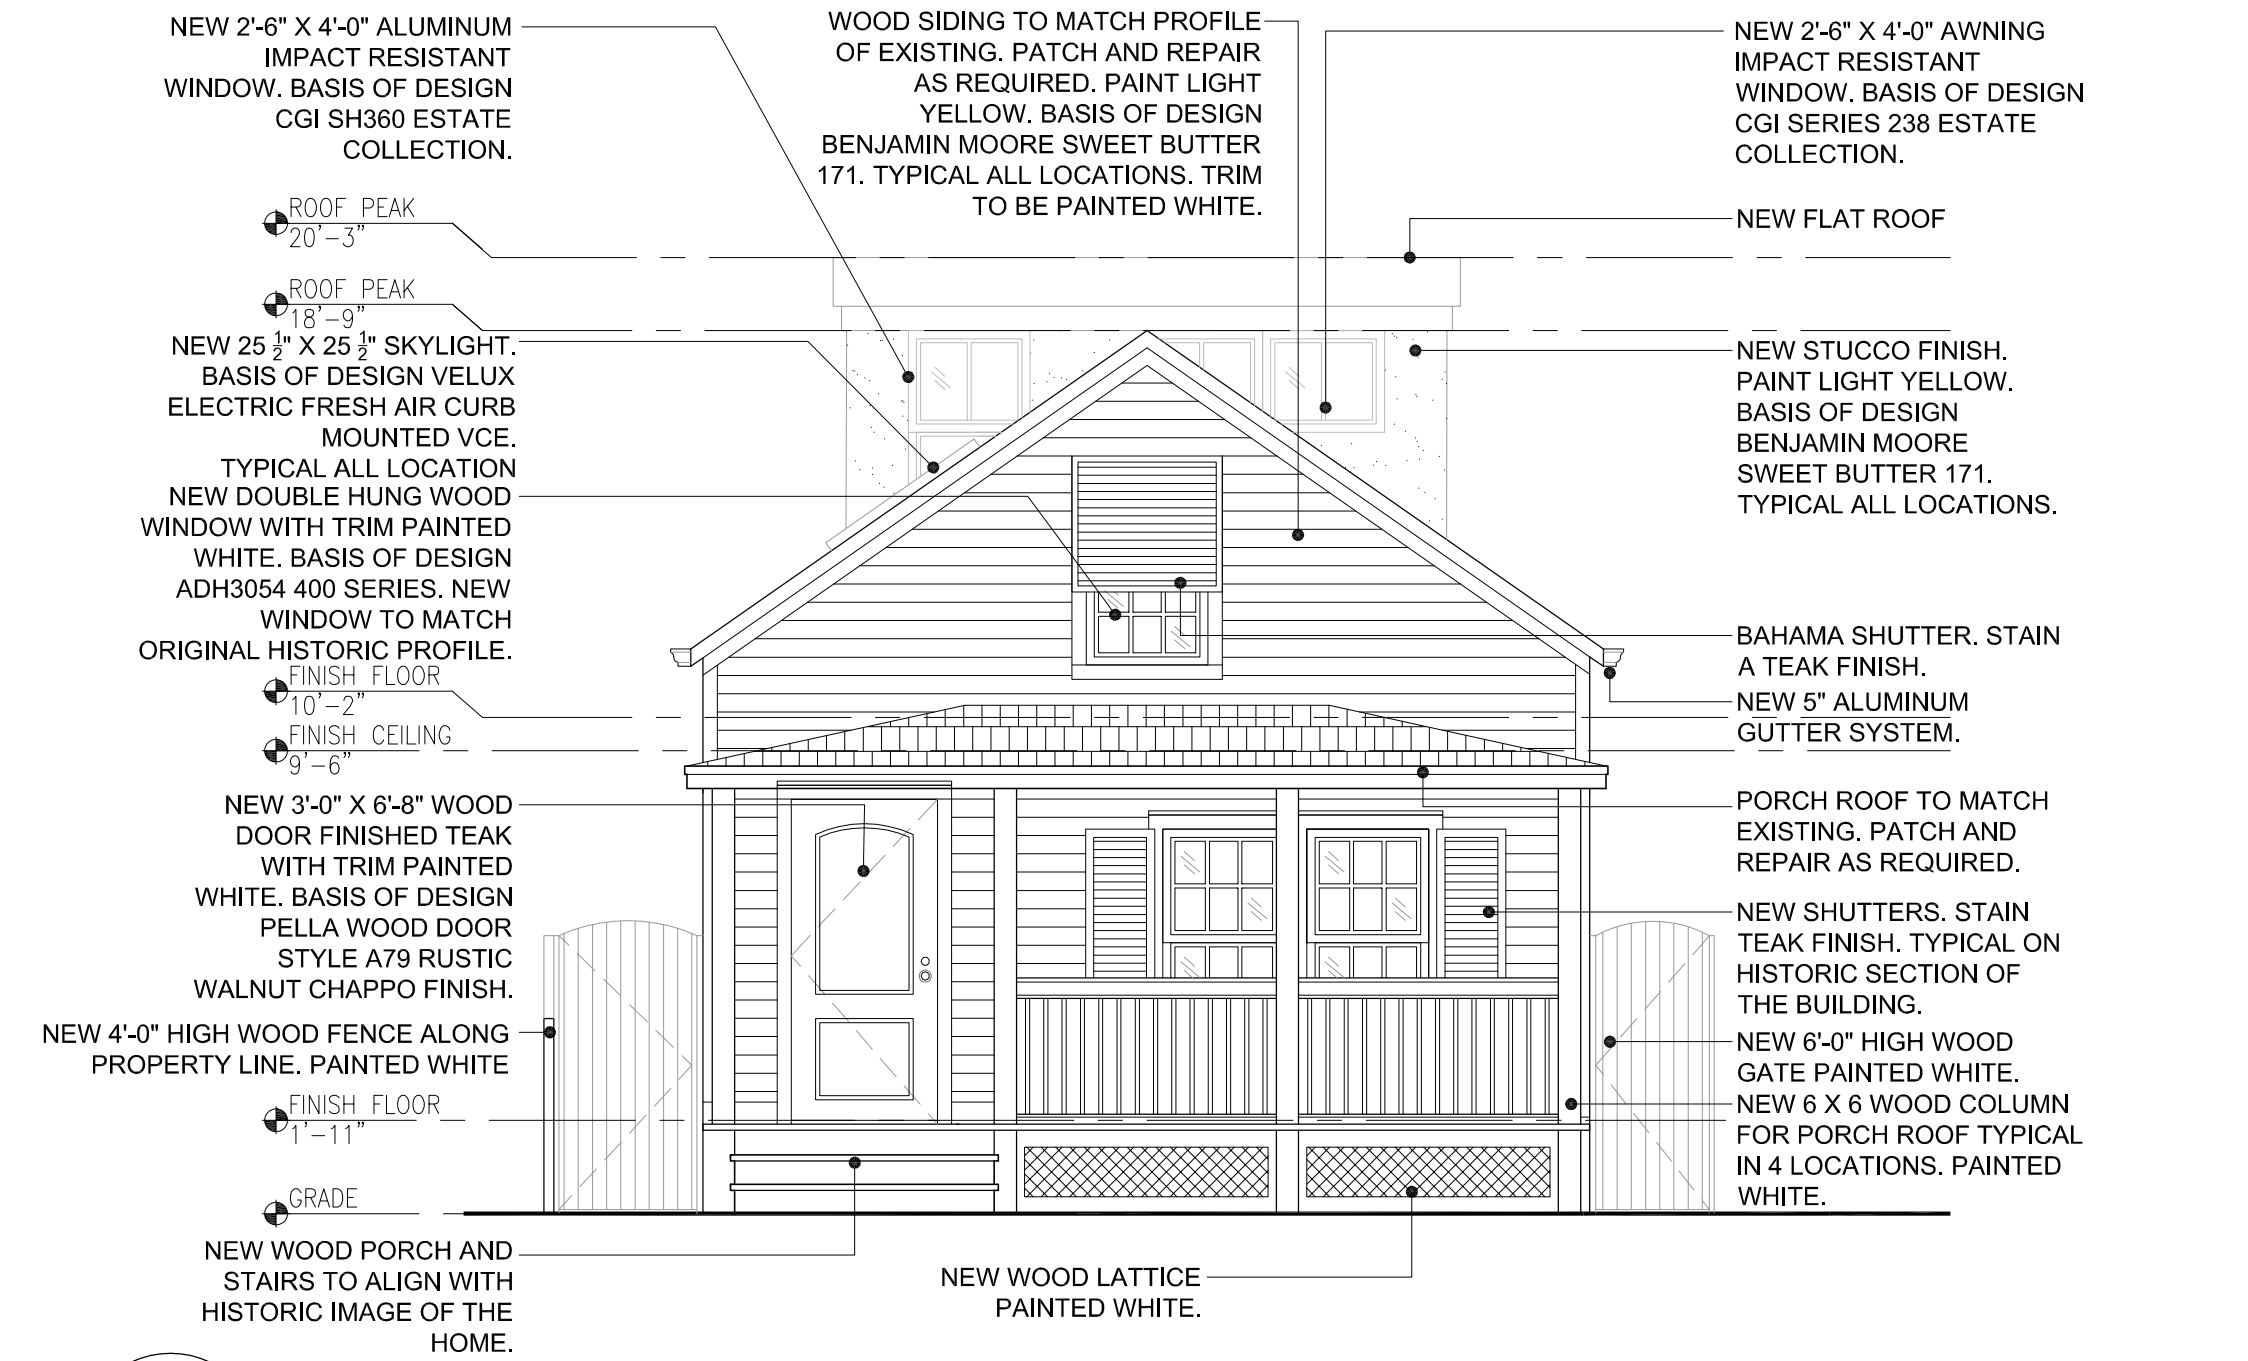 NEW 2'-6" X 4'-0" ALUMINUM
IMPACT RESISTANT
WINDOW. BASIS OF DESIGN
CGI SH360 ESTATE
COLLECTION.
WOOD SIDING TO MATCH PROFILE
OF EXISTING. PATCH AND REPAIR
AS REQUIRED. PAINT LIGHT
YELLOW. BASIS OF DESIGN
BENJAMIN MOORE SWEET BUTTER
171. TYPICAL ALL LOCATIONS. TRIM
TO BE PAINTED WHITE.
NEW 2'-6" X 4'-0" AWNING
IMPACT RESISTANT
WINDOW. BASIS OF DESIGN
CGI SERIES 238 ESTATE
COLLECTION.
ROOF PEAK
20'-3"
NEW FLAT ROOF
ROOF PEAK
18'-9"
NEW 25 1/2" X 25 1/2" SKYLIGHT.
BASIS OF DESIGN VELUX
ELECTRIC FRESH AIR CURB
MOUNTED VCE.
TYPICAL ALL LOCATION
NEW STUCCO FINISH.
PAINT LIGHT YELLOW.
BASIS OF DESIGN
BENJAMIN MOORE
SWEET BUTTER 171.
TYPICAL ALL LOCATIONS.
NEW DOUBLE HUNG WOOD
WINDOW WITH TRIM PAINTED
WHITE. BASIS OF DESIGN
ADH3054 400 SERIES. NEW
WINDOW TO MATCH
ORIGINAL HISTORIC PROFILE.
BAHAMA SHUTTER. STAIN
A TEAK FINISH.
FINISH FLOOR
10'-2"
NEW 5" ALUMINUM
GUTTER SYSTEM.
FINISH CEILING
9'-6"
NEW 3'-0" X 6'-8" WOOD
DOOR FINISHED TEAK
WITH TRIM PAINTED
WHITE. BASIS OF DESIGN
PELLA WOOD DOOR
STYLE A79 RUSTIC
WALNUT CHAPPO FINISH.
PORCH ROOF TO MATCH
EXISTING. PATCH AND
REPAIR AS REQUIRED.
NEW SHUTTERS. STAIN
TEAK FINISH. TYPICAL ON
HISTORIC SECTION OF
THE BUILDING.
NEW 4'-0" HIGH WOOD FENCE ALONG
PROPERTY LINE. PAINTED WHITE
NEW 6'-0" HIGH WOOD
GATE PAINTED WHITE.
FINISH FLOOR
1'-11"
NEW 6 X 6 WOOD COLUMN
FOR PORCH ROOF TYPICAL
IN 4 LOCATIONS. PAINTED
WHITE.
GRADE
NEW WOOD PORCH AND
STAIRS TO ALIGN WITH
HISTORIC IMAGE OF THE
HOME.
NEW WOOD LATTICE
PAINTED WHITE.